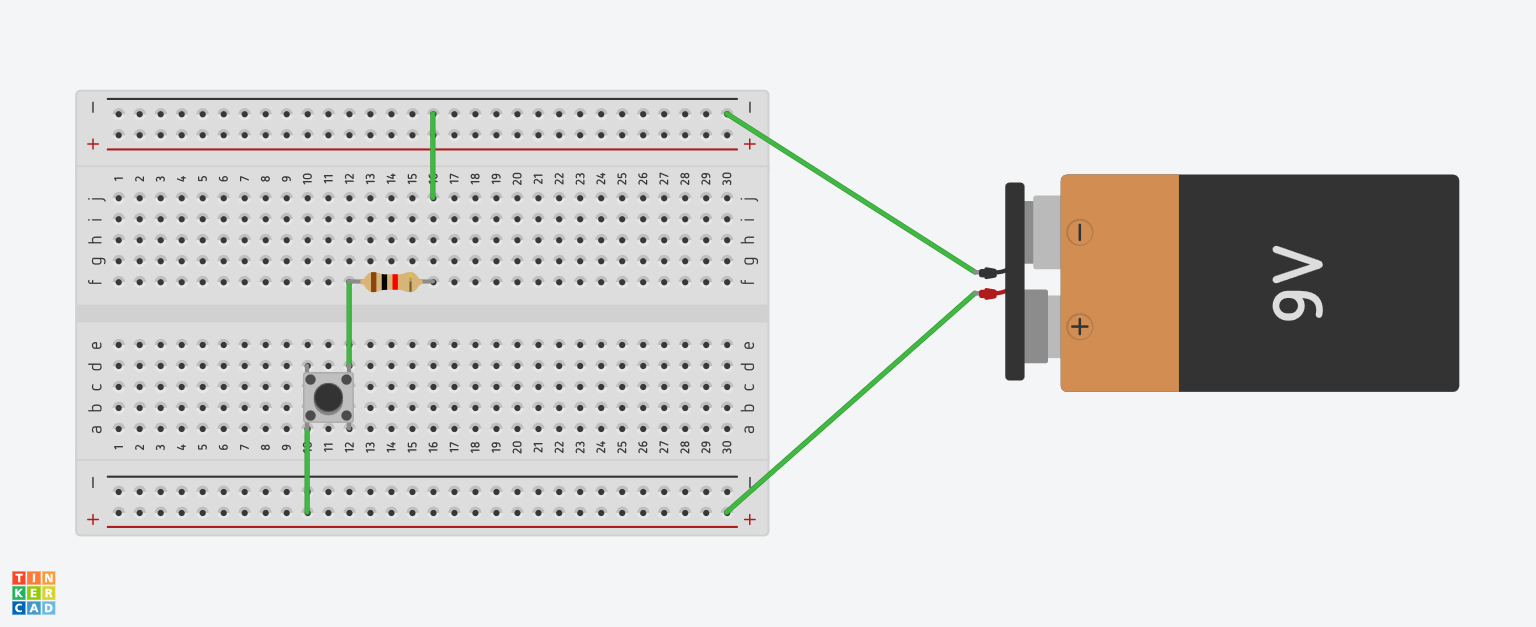 − −
+ +
1 2 3 4 5 6 7 8 9 10 11 12 13 14 15 16 17 18 19 20 21 22 23 24 25 26 27 28 29 30
j j
i i
h h
g g
f f
e e
d d
c c
b b
a a
1 2 3 4 5 6 7 8 9 10 11 12 13 14 15 16 17 18 19 20 21 22 23 24 25 26 27 28 29 30
− −
+ +
−
+
9V
TIN
KER
CAD